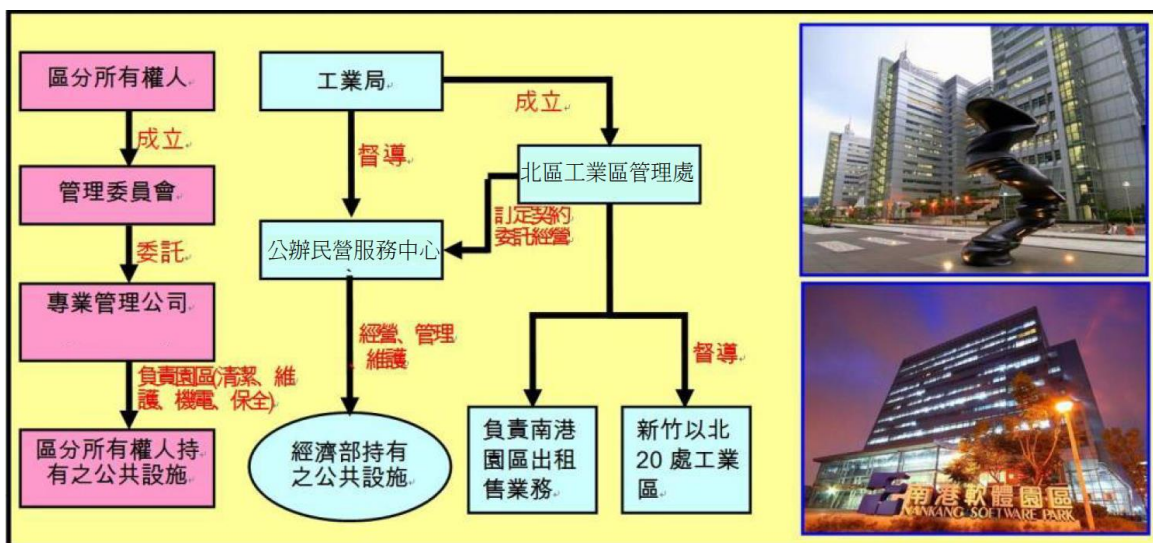 區分所有權人
成立
管理委員會
委託
專業管理公司
負責園區(清潔、維
護、機電、保全)
區分所有權人持
有之公共設施
工業局
督導
公辦民營服務中心
、
經營、管理
、維護
經濟部持有
之公共設施
成立
北區工業區管理處
訂定契約
委託經營
督導
負責南港
園區出租
售業務
新竹以北
20 處工業
區
南港軟體園區
NANKANG SOFTWARE PARK